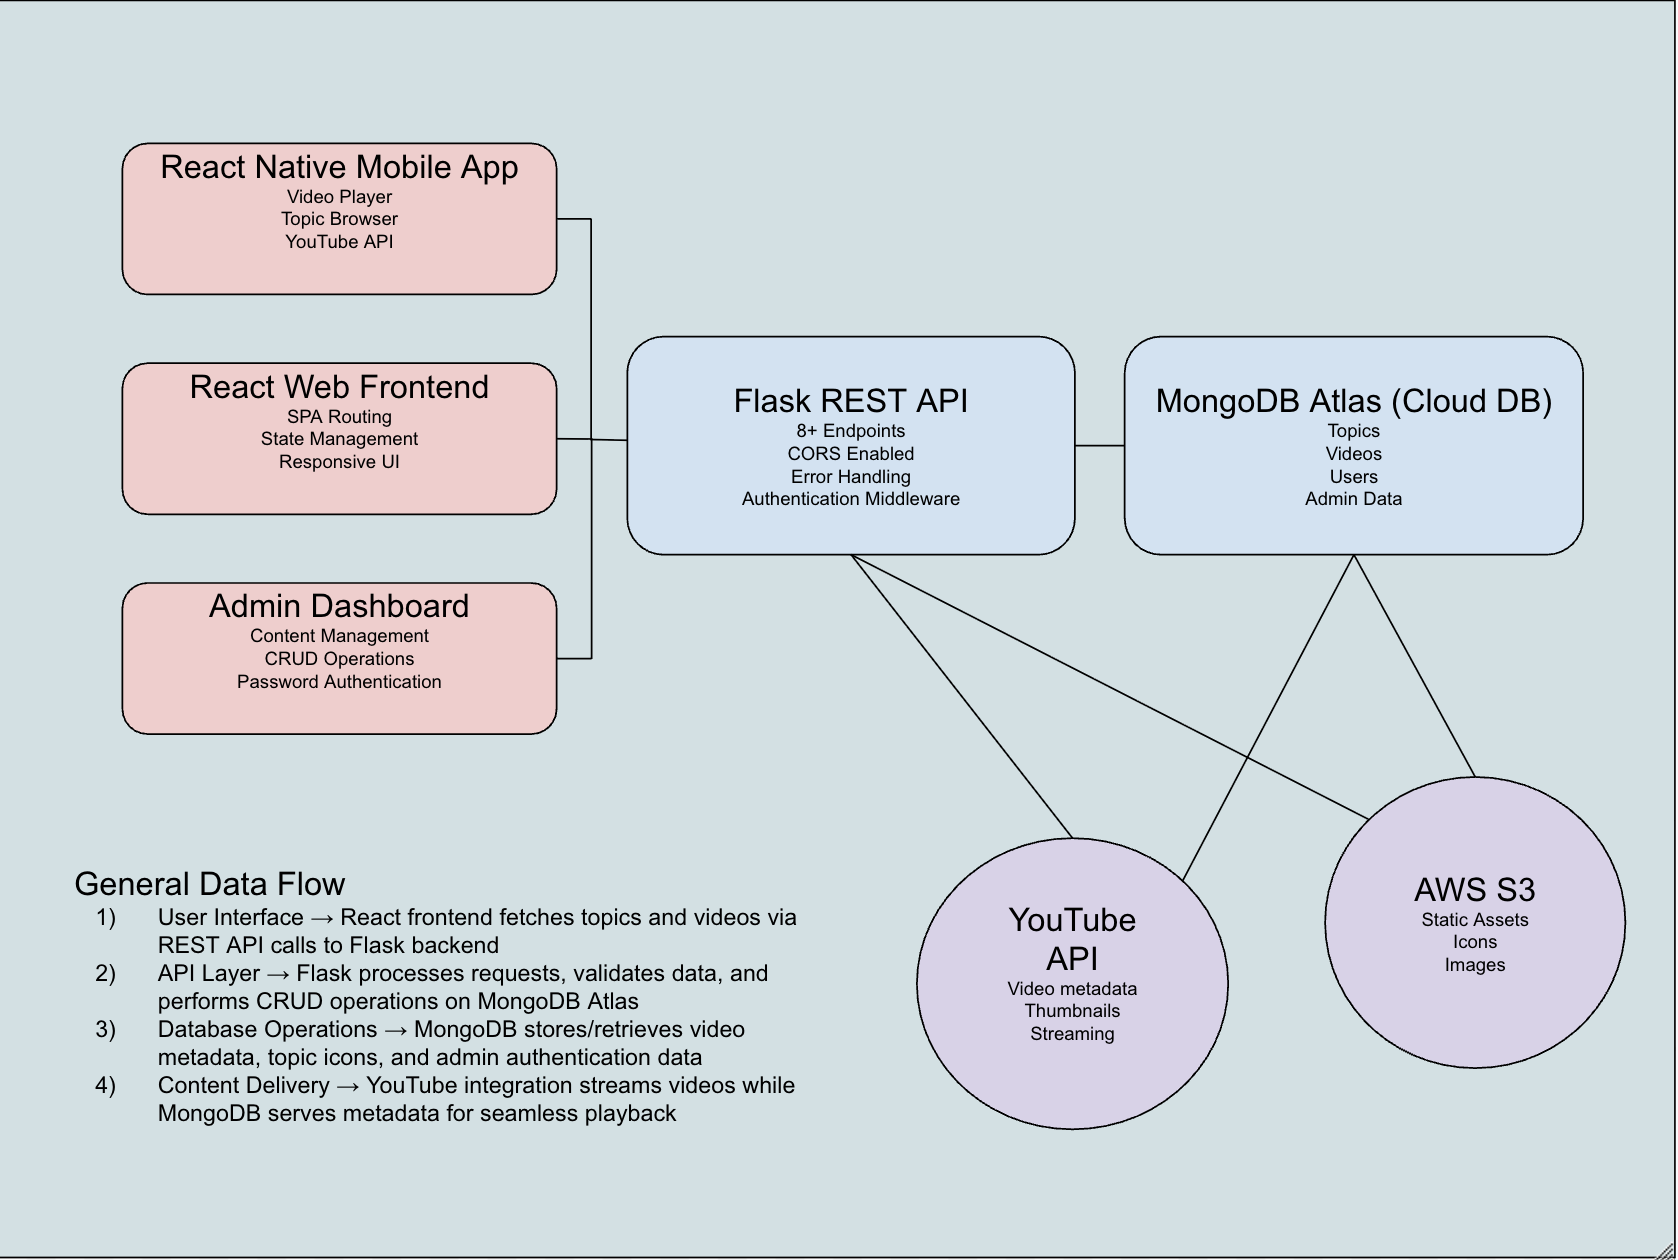 React Native Mobile App
Video Player
Topic Browser
YouTube API
React Web Frontend
SPA Routing
State Management
Responsive UI
Admin Dashboard
Content Management
CRUD Operations
Password Authentication
Flask REST API
8+ Endpoints
CORS Enabled
Error Handling
Authentication Middleware
MongoDB Atlas (Cloud DB)
Topics
Videos
Users
Admin Data
General Data Flow
1) User Interface → React frontend fetches topics and videos via
REST API calls to Flask backend
2) API Layer → Flask processes requests, validates data, and
performs CRUD operations on MongoDB Atlas
3) Database Operations → MongoDB stores/retrieves video
metadata, topic icons, and admin authentication data
4) Content Delivery → YouTube integration streams videos while
MongoDB serves metadata for seamless playback
YouTube
API
Video metadata
Thumbnails
Streaming
AWS S3
Static Assets
Icons
Images